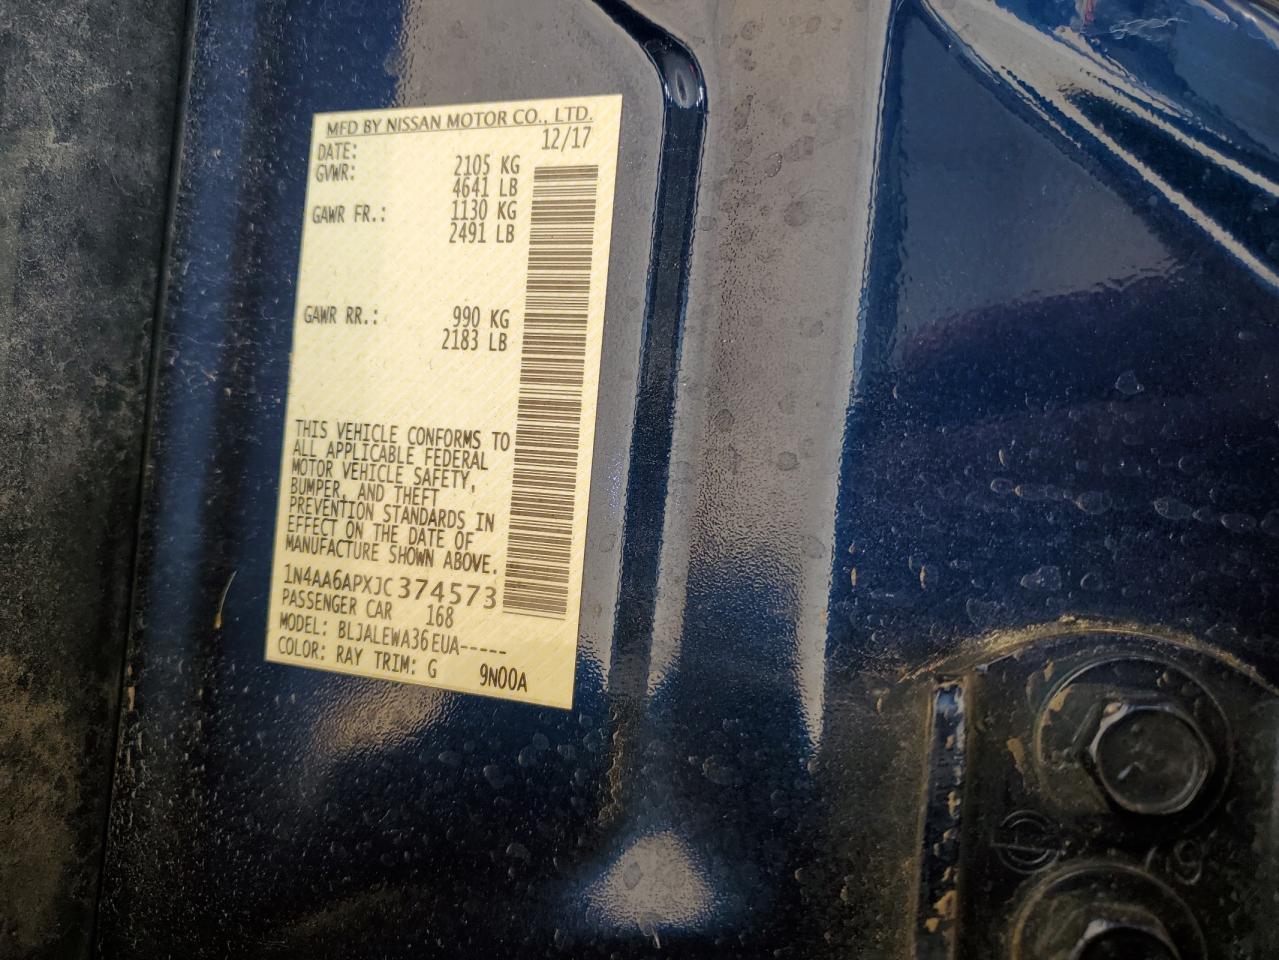 MFD BY NISSAN MOTOR CO., LTD.
DATE: 12/17
GVWR: 2105 KG
4641 LB
GAWR FR.: 1130 KG
2491 LB
GAWR RR.: 990 KG
2183 LB
THIS VEHICLE CONFORMS TO
ALL APPLICABLE FEDERAL
MOTOR VEHICLE SAFETY,
BUMPER, AND THEFT
PREVENTION STANDARDS IN
EFFECT ON THE DATE OF
MANUFACTURE SHOWN ABOVE.
1N4AA6APXJC374573
PASSENGER CAR 168
MODEL: BLJALEWA36EUA-----
COLOR: RAY TRIM: G 9N00A